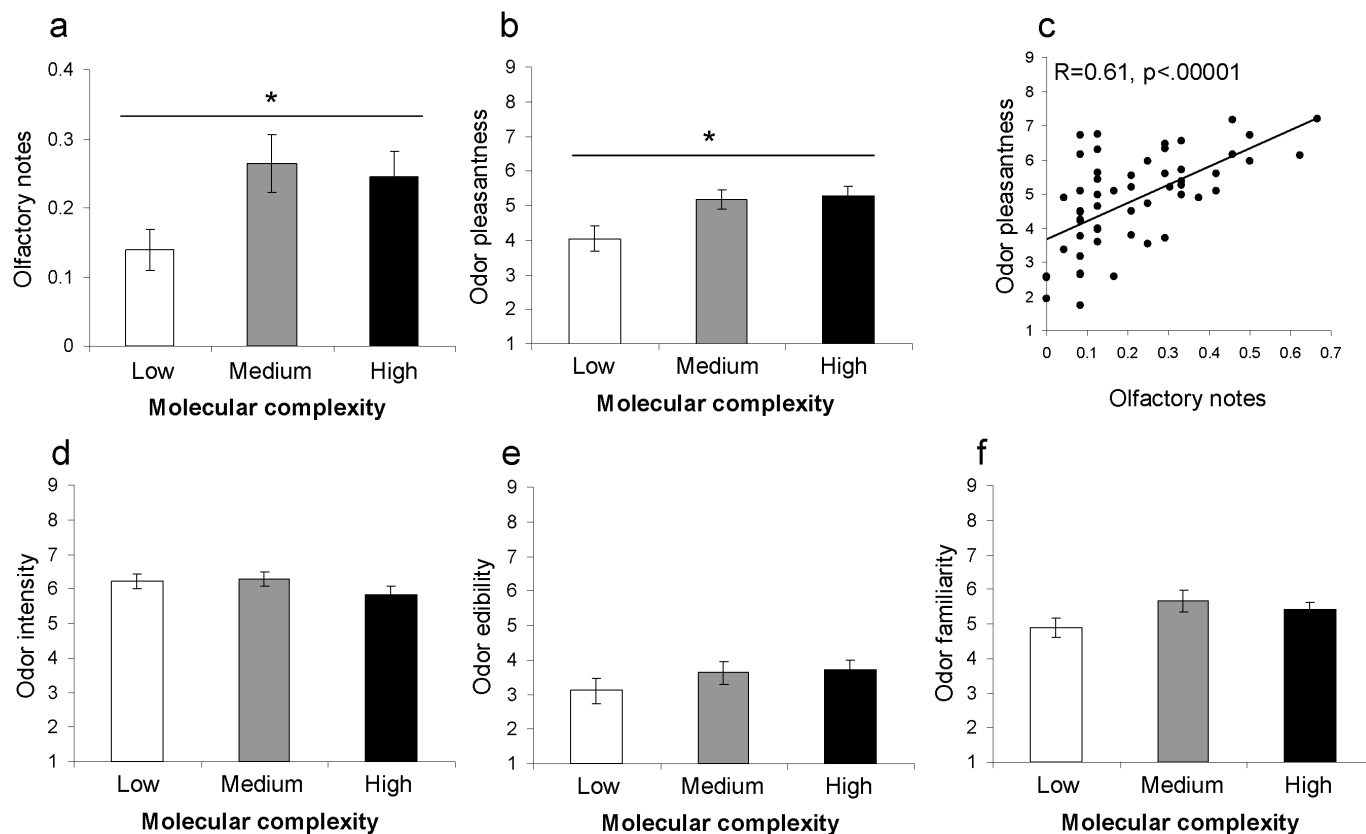 a
0.4
0.3
0.2
0.1
0
Olfactory notes
*
Low Medium High
Molecular complexity
b
9
8
7
6
5
4
3
2
1
Odor pleasantness
*
Low Medium High
Molecular complexity
c
R=0.61, p<.00001
9
8
7
6
5
4
3
2
1
Odor pleasantness
0 0.1 0.2 0.3 0.4 0.5 0.6 0.7
Olfactory notes
d
9
8
7
6
5
4
3
2
1
Odor intensity
Low Medium High
Molecular complexity
e
9
8
7
6
5
4
3
2
1
Odor edibility
Low Medium High
Molecular complexity
f
9
8
7
6
5
4
3
2
1
Odor familiarity
Low Medium High
Molecular complexity